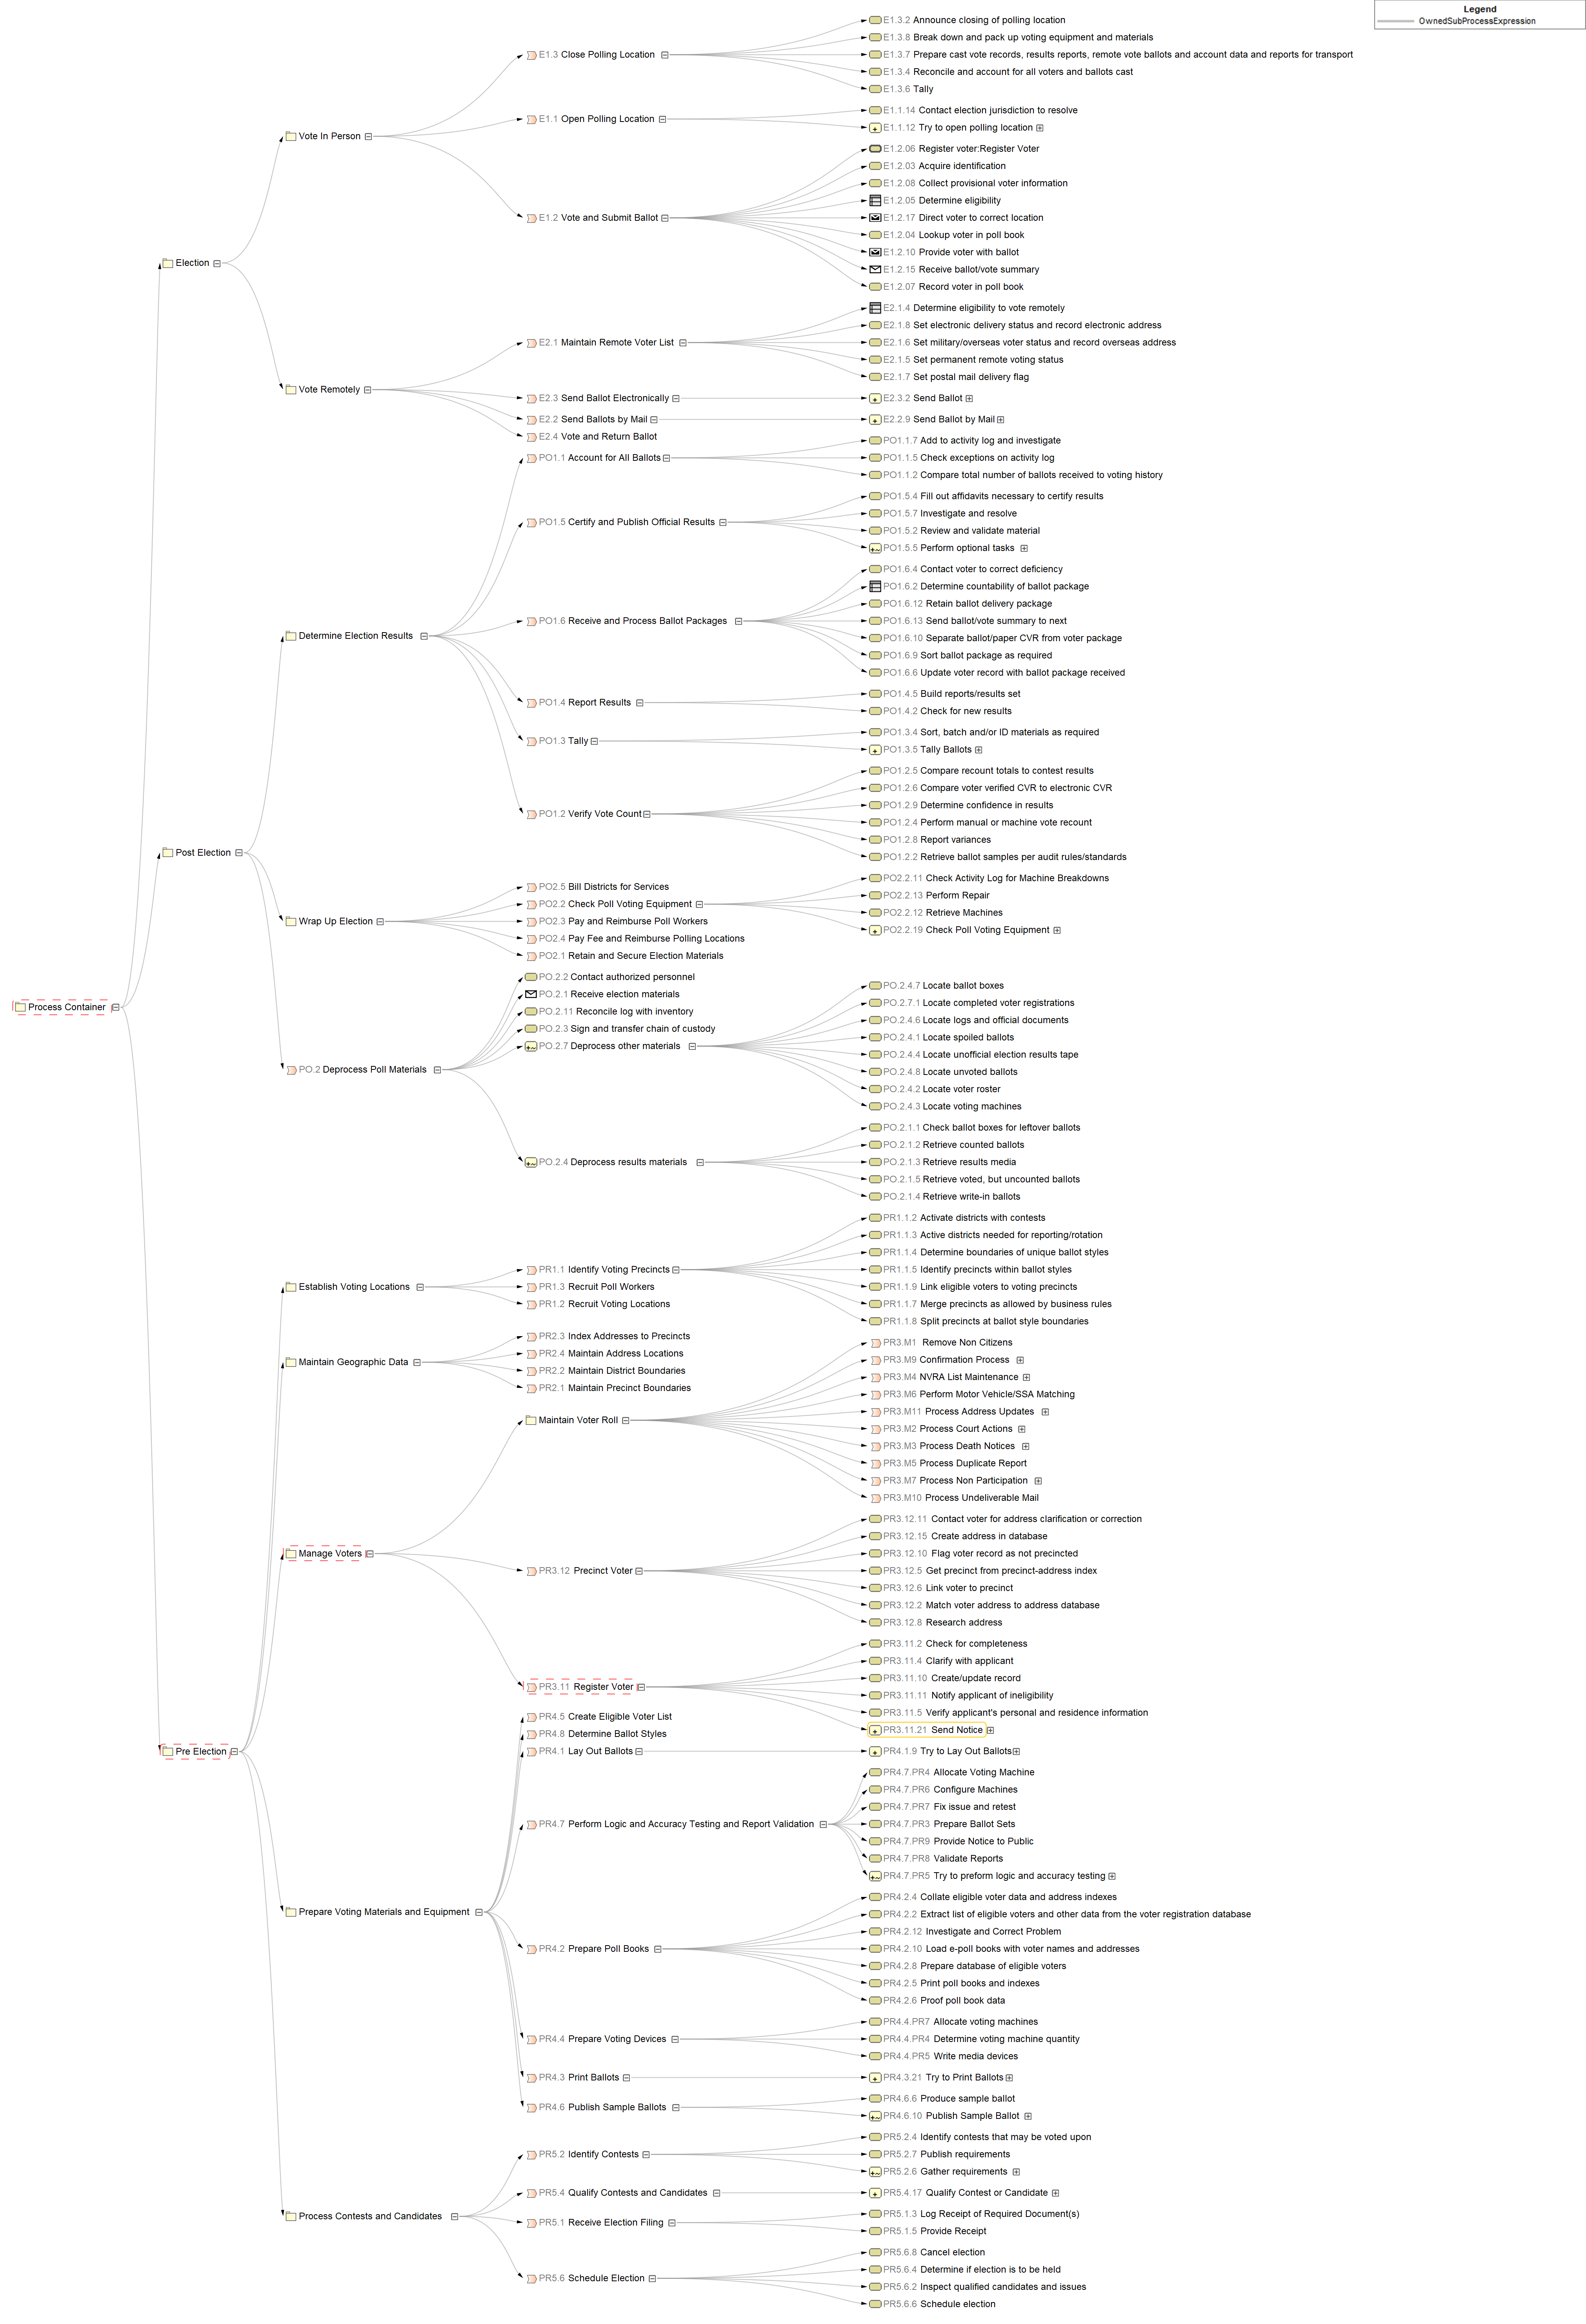 Legend
OwnedSubProcessExpression
E1.3.2 Announce closing of polling location
E1.3.8 Break down and pack up voting equipment and materials
E1.3 Close Polling Location
E1.3.7 Prepare cast vote records, results reports, remote vote ballots and account data and reports for transport
E1.3.4 Reconcile and account for all voters and ballots cast
E1.3.6 Tally
E1.1.14 Contact election jurisdiction to resolve
E1.1 Open Polling Location
E1.1.12 Try to open polling location
Vote In Person
E1.2.06 Register voter:Register Voter
E1.2.03 Acquire identification
E1.2.08 Collect provisional voter information
E1.2.05 Determine eligibility
E1.2 Vote and Submit Ballot
E1.2.17 Direct voter to correct location
E1.2.04 Lookup voter in poll book
E1.2.10 Provide voter with ballot
Election
E1.2.15 Receive ballot/vote summary
E1.2.07 Record voter in poll book
E2.1.4 Determine eligibility to vote remotely
E2.1.8 Set electronic delivery status and record electronic address
E2.1 Maintain Remote Voter List
E2.1.6 Set military/overseas voter status and record overseas address
E2.1.5 Set permanent remote voting status
E2.1.7 Set postal mail delivery flag
Vote Remotely
E2.3 Send Ballot Electronically
E2.3.2 Send Ballot
E2.2 Send Ballots by Mail
E2.2.9 Send Ballot by Mail
E2.4 Vote and Return Ballot
PO1.1.7 Add to activity log and investigate
PO1.1 Account for All Ballots
PO1.1.5 Check exceptions on activity log
PO1.1.2 Compare total number of ballots received to voting history
PO1.5.4 Fill out affidavits necessary to certify results
PO1.5.7 Investigate and resolve
PO1.5 Certify and Publish Official Results
PO1.5.2 Review and validate material
PO1.5.5 Perform optional tasks
PO1.6.4 Contact voter to correct deficiency
PO1.6.2 Determine countability of ballot package
PO1.6.12 Retain ballot delivery package
PO1.6 Receive and Process Ballot Packages
PO1.6.13 Send ballot/vote summary to next
Determine Election Results
PO1.6.10 Separate ballot/paper CVR from voter package
PO1.6.9 Sort ballot package as required
PO1.6.6 Update voter record with ballot package received
PO1.4.5 Build reports/results set
PO1.4 Report Results
PO1.4.2 Check for new results
PO1.3.4 Sort, batch and/or ID materials as required
PO1.3 Tally
PO1.3.5 Tally Ballots
PO1.2.5 Compare recount totals to contest results
PO1.2.6 Compare voter verified CVR to electronic CVR
PO1.2.9 Determine confidence in results
PO1.2 Verify Vote Count
PO1.2.4 Perform manual or machine vote recount
PO1.2.8 Report variances
Post Election
PO1.2.2 Retrieve ballot samples per audit rules/standards
PO2.2.11 Check Activity Log for Machine Breakdowns
PO2.5 Bill Districts for Services
PO2.2.13 Perform Repair
PO2.2 Check Poll Voting Equipment
PO2.2.12 Retrieve Machines
Wrap Up Election
PO2.3 Pay and Reimburse Poll Workers
PO2.2.19 Check Poll Voting Equipment
PO2.4 Pay Fee and Reimburse Polling Locations
PO2.1 Retain and Secure Election Materials
PO.2.2 Contact authorized personnel
PO.2.4.7 Locate ballot boxes
PO.2.1 Receive election materials
PO.2.7.1 Locate completed voter registrations
Process Container
PO.2.11 Reconcile log with inventory
PO.2.4.6 Locate logs and official documents
PO.2.3 Sign and transfer chain of custody
PO.2.4.1 Locate spoiled ballots
PO.2.7 Deprocess other materials
PO.2.4.4 Locate unofficial election results tape
PO.2 Deprocess Poll Materials
PO.2.4.8 Locate unvoted ballots
PO.2.4.2 Locate voter roster
PO.2.4.3 Locate voting machines
PO.2.1.1 Check ballot boxes for leftover ballots
PO.2.1.2 Retrieve counted ballots
PO.2.4 Deprocess results materials
PO.2.1.3 Retrieve results media
PO.2.1.5 Retrieve voted, but uncounted ballots
PO.2.1.4 Retrieve write-in ballots
PR1.1.2 Activate districts with contests
PR1.1.3 Active districts needed for reporting/rotation
PR1.1.4 Determine boundaries of unique ballot styles
PR1.1 Identify Voting Precincts
PR1.1.5 Identify precincts within ballot styles
Establish Voting Locations
PR1.3 Recruit Poll Workers
PR1.1.9 Link eligible voters to voting precincts
PR1.2 Recruit Voting Locations
PR1.1.7 Merge precincts as allowed by business rules
PR1.1.8 Split precincts at ballot style boundaries
PR2.3 Index Addresses to Precincts
PR3.M1 Remove Non Citizens
PR2.4 Maintain Address Locations
Maintain Geographic Data
PR3.M9 Confirmation Process
PR2.2 Maintain District Boundaries
PR3.M4 NVRA List Maintenance
PR2.1 Maintain Precinct Boundaries
PR3.M6 Perform Motor Vehicle/SSA Matching
PR3.M11 Process Address Updates
Maintain Voter Roll
PR3.M2 Process Court Actions
PR3.M3 Process Death Notices
PR3.M5 Process Duplicate Report
PR3.M7 Process Non Participation
PR3.M10 Process Undeliverable Mail
PR3.12.11 Contact voter for address clarification or correction
PR3.12.15 Create address in database
Manage Voters
PR3.12.10 Flag voter record as not precincted
PR3.12 Precinct Voter
PR3.12.5 Get precinct from precinct-address index
PR3.12.6 Link voter to precinct
PR3.12.2 Match voter address to address database
PR3.12.8 Research address
PR3.11.2 Check for completeness
PR3.11.4 Clarify with applicant
PR3.11 Register Voter
PR3.11.10 Create/update record
PR3.11.11 Notify applicant of ineligibility
PR3.11.5 Verify applicant's personal and residence information
PR4.5 Create Eligible Voter List
PR3.11.21 Send Notice
PR4.8 Determine Ballot Styles
Pre Election
PR4.1 Lay Out Ballots
PR4.1.9 Try to Lay Out Ballots
PR4.7.PR4 Allocate Voting Machine
PR4.7.PR6 Configure Machines
PR4.7.PR7 Fix issue and retest
PR4.7 Perform Logic and Accuracy Testing and Report Validation
PR4.7.PR3 Prepare Ballot Sets
PR4.7.PR9 Provide Notice to Public
PR4.7.PR8 Validate Reports
PR4.7.PR5 Try to preform logic and accuracy testing
PR4.2.4 Collate eligible voter data and address indexes
Prepare Voting Materials and Equipment
PR4.2.2 Extract list of eligible voters and other data from the voter registration database
PR4.2.12 Investigate and Correct Problem
PR4.2 Prepare Poll Books
PR4.2.10 Load e-poll books with voter names and addresses
PR4.2.8 Prepare database of eligible voters
PR4.2.5 Print poll books and indexes
PR4.2.6 Proof poll book data
PR4.4.PR7 Allocate voting machines
PR4.4 Prepare Voting Devices
PR4.4.PR4 Determine voting machine quantity
PR4.4.PR5 Write media devices
PR4.3 Print Ballots
PR4.3.21 Try to Print Ballots
PR4.6.6 Produce sample ballot
PR4.6 Publish Sample Ballots
PR4.6.10 Publish Sample Ballot
PR5.2.4 Identify contests that may be voted upon
PR5.2 Identify Contests
PR5.2.7 Publish requirements
PR5.2.6 Gather requirements
PR5.4 Qualify Contests and Candidates
PR5.4.17 Qualify Contest or Candidate
Process Contests and Candidates
PR5.1.3 Log Receipt of Required Document(s)
PR5.1 Receive Election Filing
PR5.1.5 Provide Receipt
PR5.6.8 Cancel election
PR5.6.4 Determine if election is to be held
PR5.6 Schedule Election
PR5.6.2 Inspect qualified candidates and issues
PR5.6.6 Schedule election